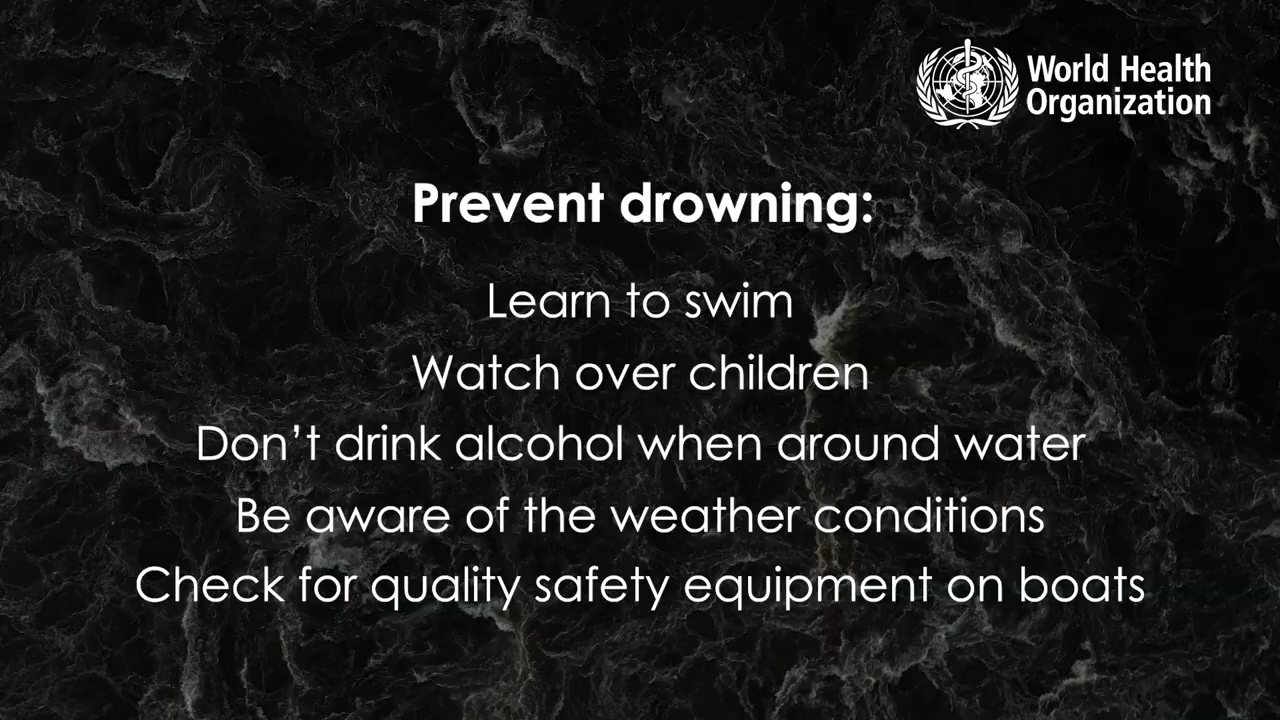 World Health
Organization
Prevent drowning:
Learn to swim
Watch over children
Don’t drink alcohol when around water
Be aware of the weather conditions
Check for quality safety equipment on boats